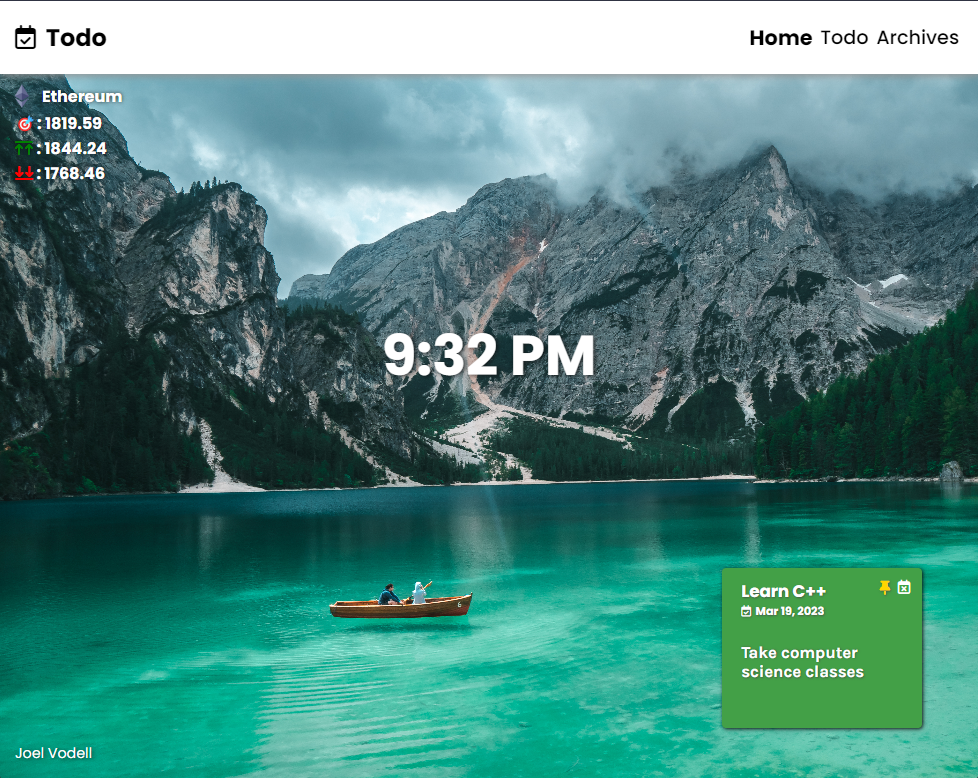 Todo
Home Todo Archives
Ethereum
: 1819.59
: 1844.24
: 1768.46
9:32 PM
6
Learn C++
Mar 19, 2023
Take computer
science classes
Joel Vodell